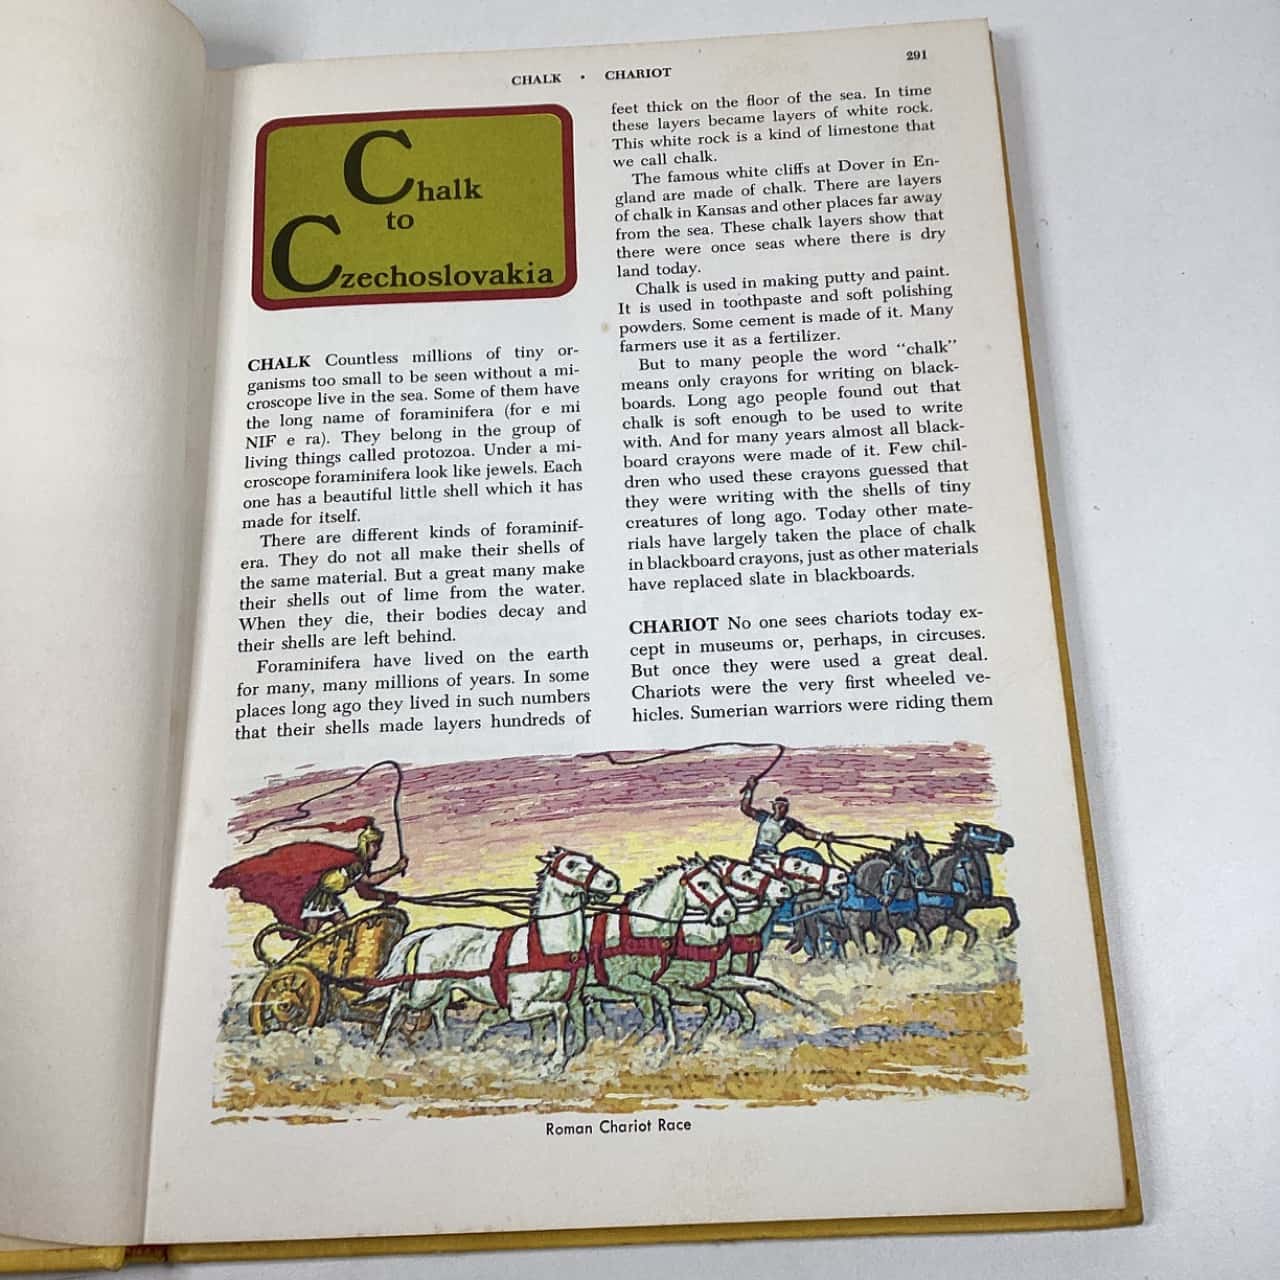 CHALK • CHARIOT
291
Chalk
to
Czechoslovakia
CHALK Countless millions of tiny or-
ganisms too small to be seen without a mi-
croscope live in the sea. Some of them have
the long name of foraminifera (for e mi
NIF e ra). They belong in the group of
living things called protozoa. Under a mi-
croscope foraminifera look like jewels. Each
one has a beautiful little shell which it has
made for itself.
There are different kinds of foraminif-
era. They do not all make their shells of
the same material. But a great many make
their shells out of lime from the water.
When they die, their bodies decay and
their shells are left behind.
Foraminifera have lived on the earth
for many, many millions of years. In some
places long ago they lived in such numbers
that their shells made layers hundreds of
feet thick on the floor of the sea. In time
these layers became layers of white rock.
This white rock is a kind of limestone that
we call chalk.
The famous white cliffs at Dover in En-
gland are made of chalk. There are layers
of chalk in Kansas and other places far away
from the sea. These chalk layers show that
there were once seas where there is dry
land today.
Chalk is used in making putty and paint.
It is used in toothpaste and soft polishing
powders. Some cement is made of it. Many
farmers use it as a fertilizer.
But to many people the word "chalk"
means only crayons for writing on black-
boards. Long ago people found out that
chalk is soft enough to be used to write
with. And for many years almost all black-
board crayons were made of it. Few chil-
dren who used these crayons guessed that
they were writing with the shells of tiny
creatures of long ago. Today other mate-
rials have largely taken the place of chalk
in blackboard crayons, just as other materials
have replaced slate in blackboards.
CHARIOT No one sees chariots today ex-
cept in museums or, perhaps, in circuses.
But once they were used a great deal.
Chariots were the very first wheeled ve-
hicles. Sumerian warriors were riding them
Roman Chariot Race